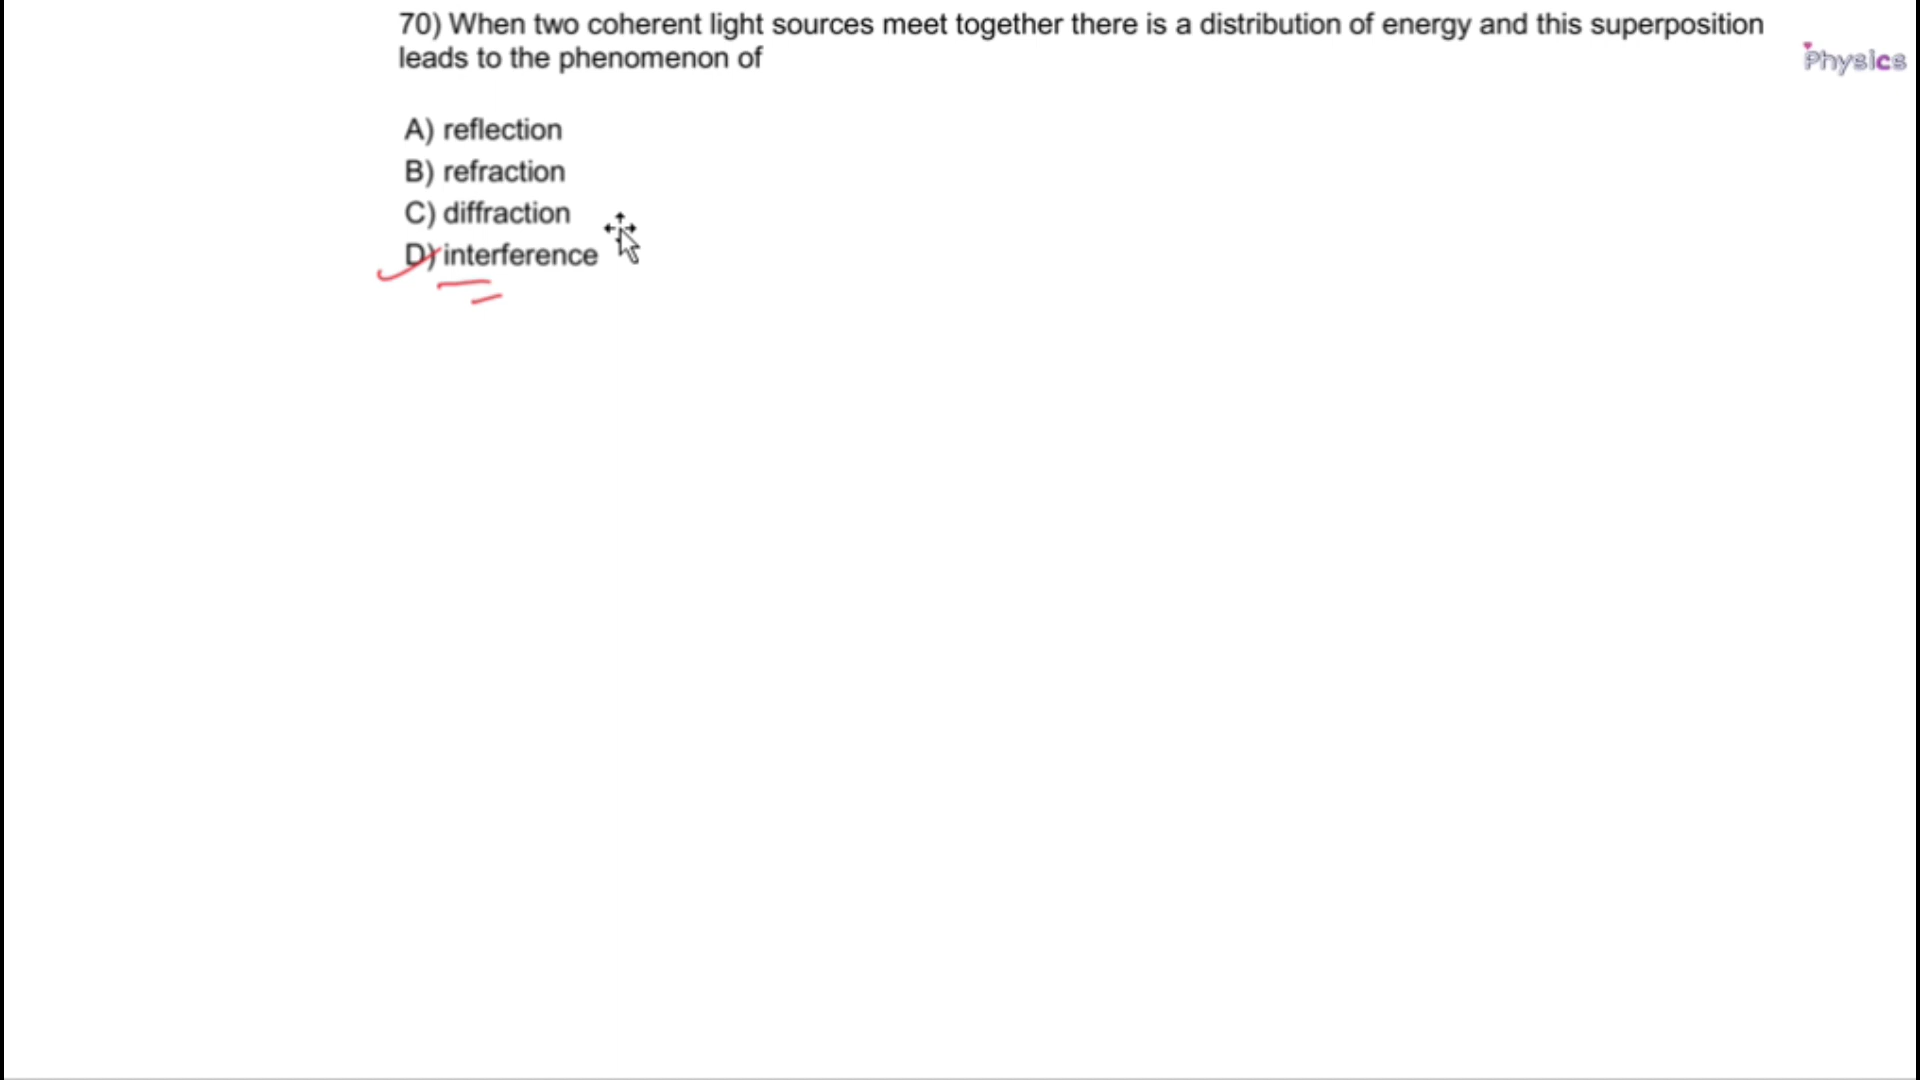 70) When two coherent light sources meet together there is a distribution of energy and this superposition
leads to the phenomenon of
Physics
A) reflection
B) refraction
C) diffraction
D) interference